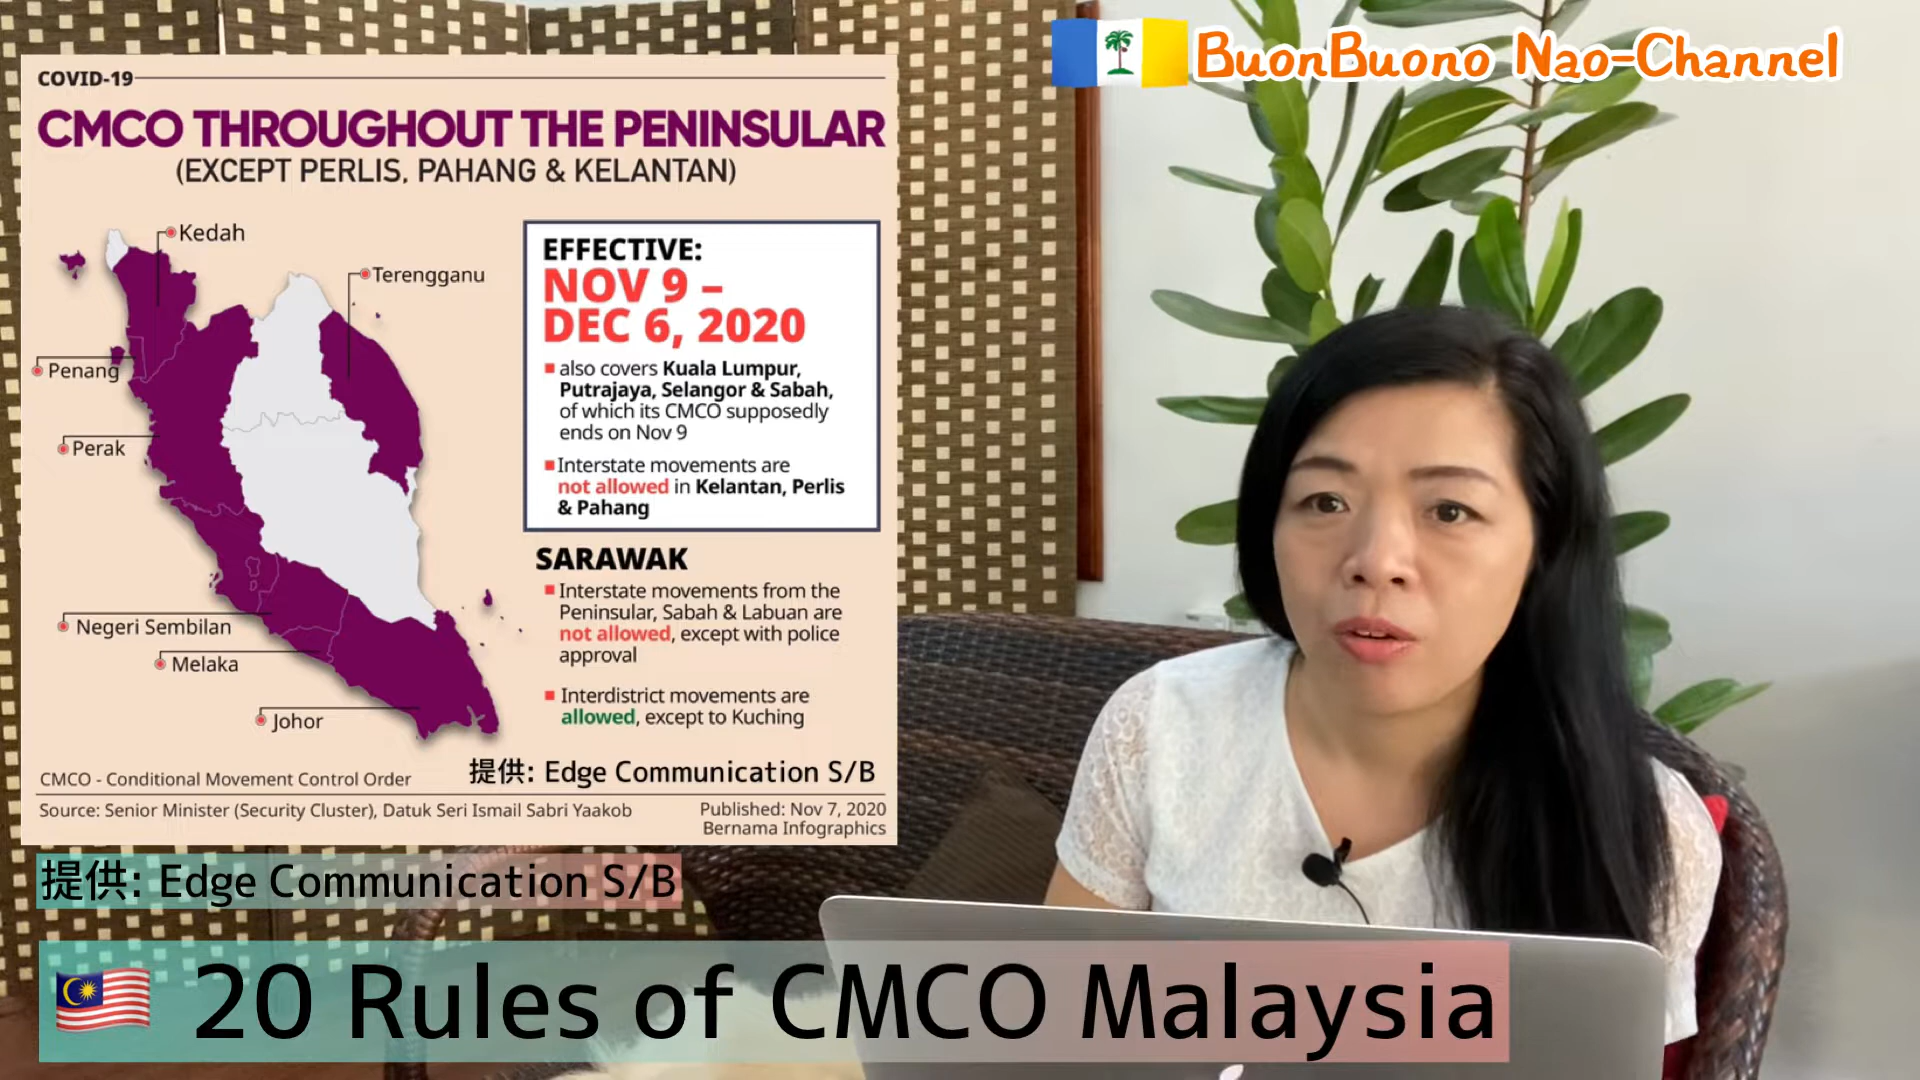 BuonBuono Nao-Channel
COVID-19
CMCO THROUGHOUT THE PENINSULAR
(EXCEPT PERLIS, PAHANG & KELANTAN)
Kedah
Terengganu
Penang
Perak
Negeri Sembilan
Melaka
Johor
EFFECTIVE:
NOV 9 –
DEC 6, 2020
also covers Kuala Lumpur,
Putrajaya, Selangor & Sabah,
of which its CMCO supposedly
ends on Nov 9
Interstate movements are
not allowed in Kelantan, Perlis
& Pahang
SARAWAK
Interstate movements from the
Peninsular, Sabah & Labuan are
not allowed, except with police
approval
Interdistrict movements are
allowed, except to Kuching
提供: Edge Communication S/B
CMCO - Conditional Movement Control Order
Source: Senior Minister (Security Cluster), Datuk Seri Ismail Sabri Yaakob
Published: Nov 7, 2020
Bernama Infographics
提供: Edge Communication S/B
20 Rules of CMCO Malaysia